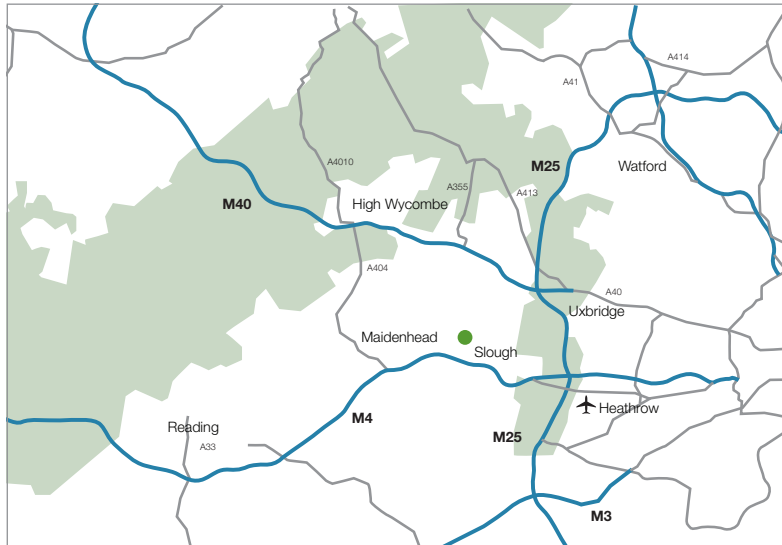 A414
A41
M25
Watford
A4010
A355
A413
M40
High Wycombe
A404
A40
Uxbridge
Maidenhead
Slough
Heathrow
Reading
M4
A33
M25
M3